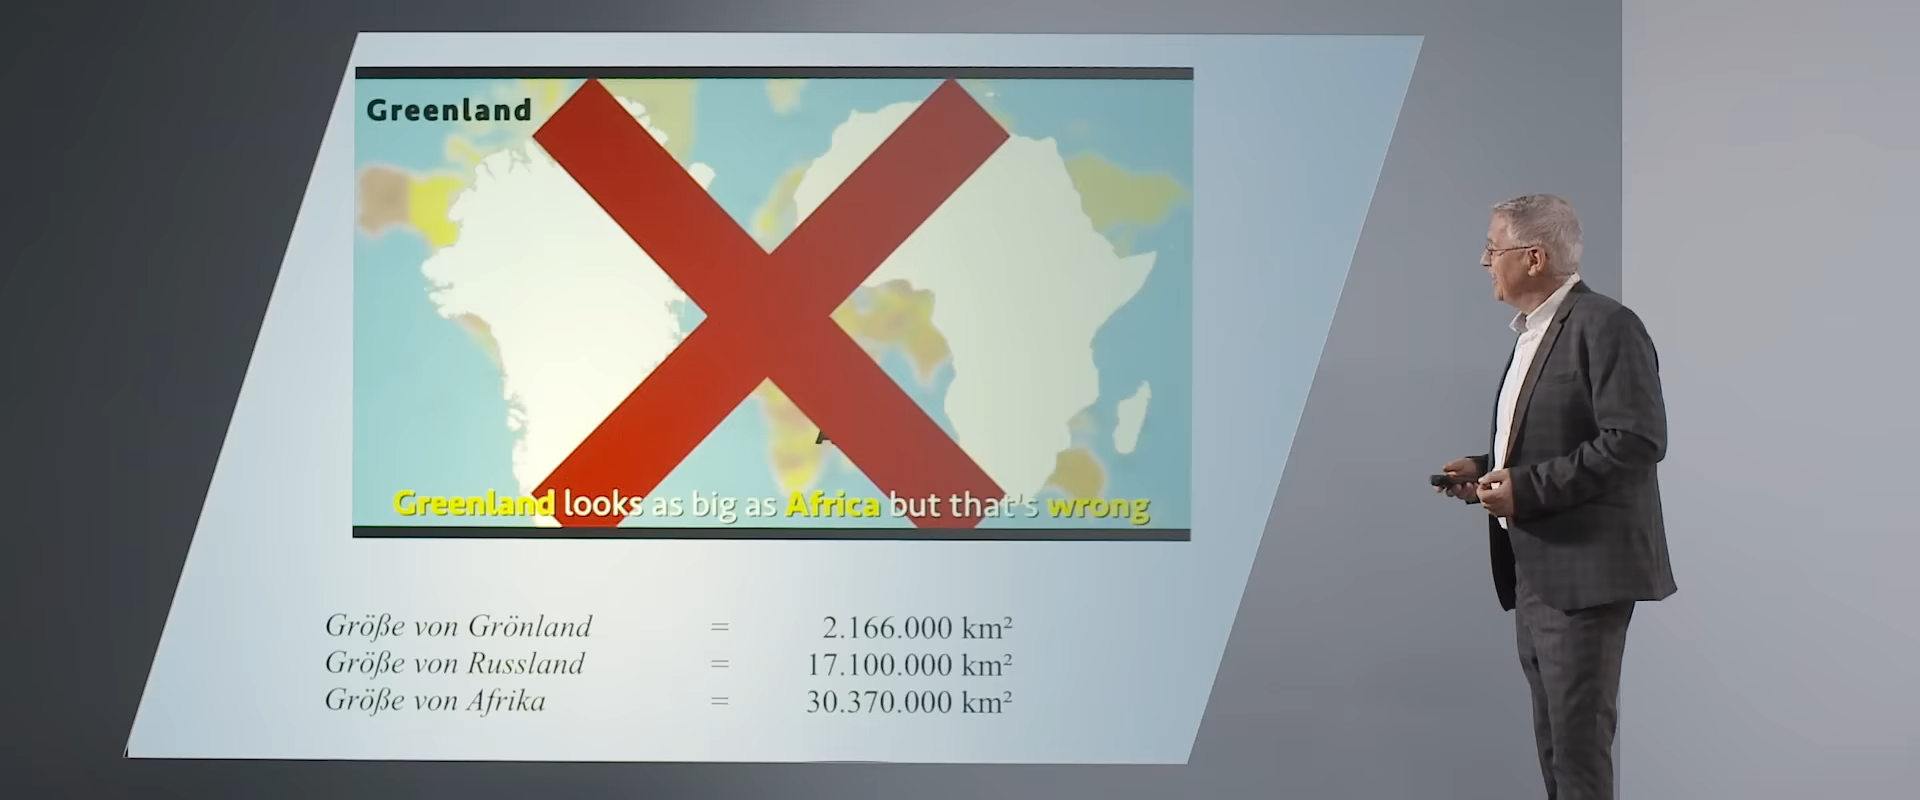 Greenland
A
Greenland looks as big as Africa but that's wrong
Größe von Grönland = 2.166.000 km²
Größe von Russland = 17.100.000 km²
Größe von Afrika = 30.370.000 km²